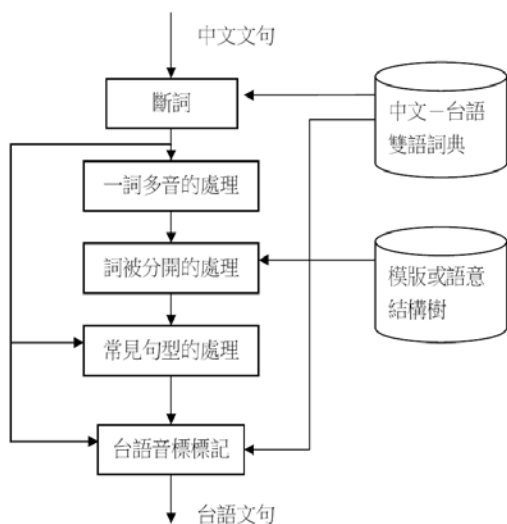 中文文句
斷詞
中文－台語
雙語詞典
一詞多音的處理
詞被分開的處理
模版或語意
結構樹
常見句型的處理
台語音標標記
台語文句